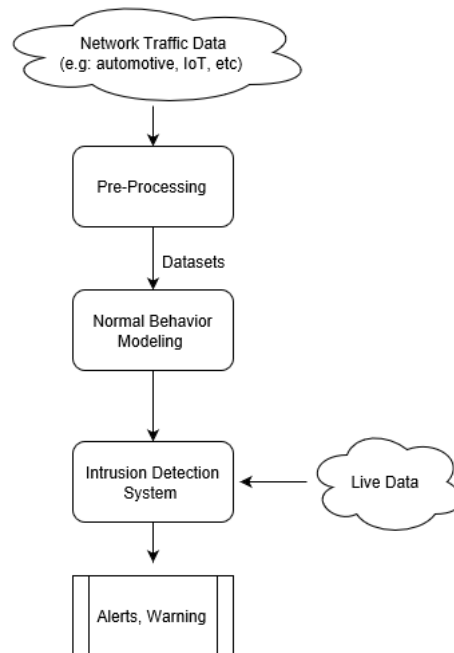 Network Traffic Data
(e.g: automotive, IoT, etc)
Pre-Processing
Datasets
Normal Behavior
Modeling
Intrusion Detection
System
Live Data
Alerts, Warning